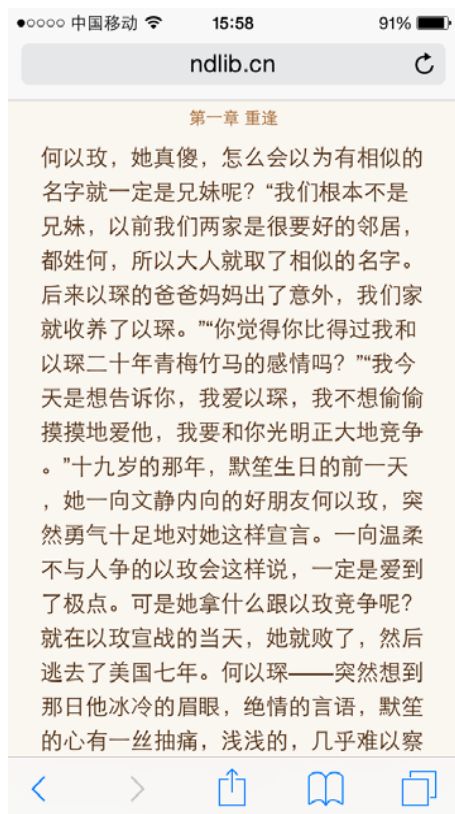 中国移动 15:58 91%
ndlib.cn
第一章 重逢
何以玫，她真傻，怎么会以为有相似的
名字就一定是兄妹呢？“我们根本不是
兄妹，以前我们两家是很要好的邻居，
都姓何，所以大人就取了相似的名字。
后来以琛的爸爸妈妈出了意外，我们家
就收养了以琛。”“你觉得你比得过我和
以琛二十年青梅竹马的感情吗？”“我今
天是想告诉你，我爱以琛，我不想偷偷
摸摸地爱他，我要和你光明正大地竞争
。”十九岁的那年，默笙生日的前一天
，她一向文静内向的好朋友何以玫，突
然勇气十足地对她这样宣言。一向温柔
不与人争的以玫会这样说，一定是爱到
了极点。可是她拿什么跟以玫竞争呢？
就在以玫宣战的当天，她就败了，然后
逃去了美国七年。何以琛——突然想到
那日他冰冷的眉眼，绝情的言语，默笙
的心有一丝抽痛，浅浅的，几乎难以察